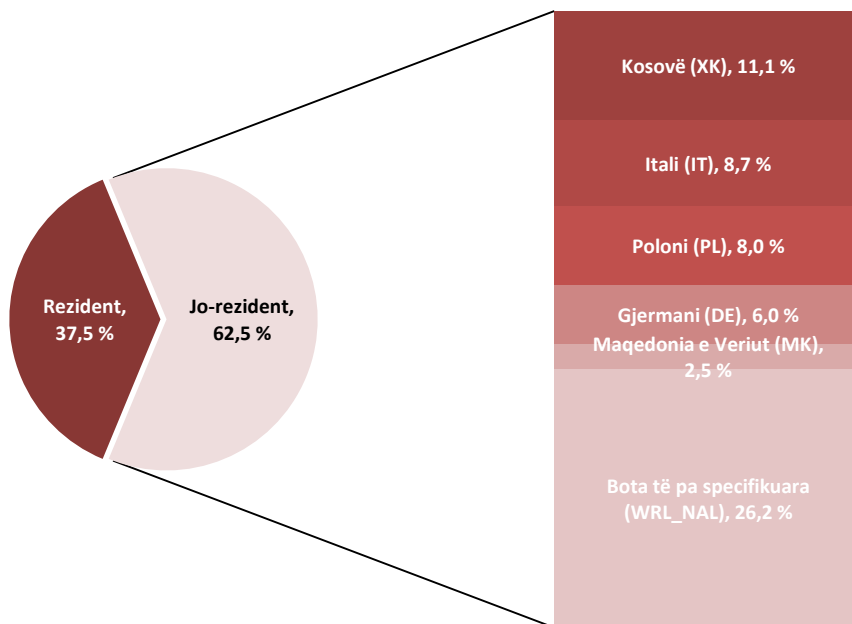 Rezident,
37,5 %
Jo-rezident,
62,5 %
Kosovë (XK), 11,1 %
Itali (IT), 8,7 %
Poloni (PL), 8,0 %
Gjermani (DE), 6,0 %
Maqedonia e Veriut (MK),
2,5 %
Bota të pa specifikuara
(WRL_NAL), 26,2 %